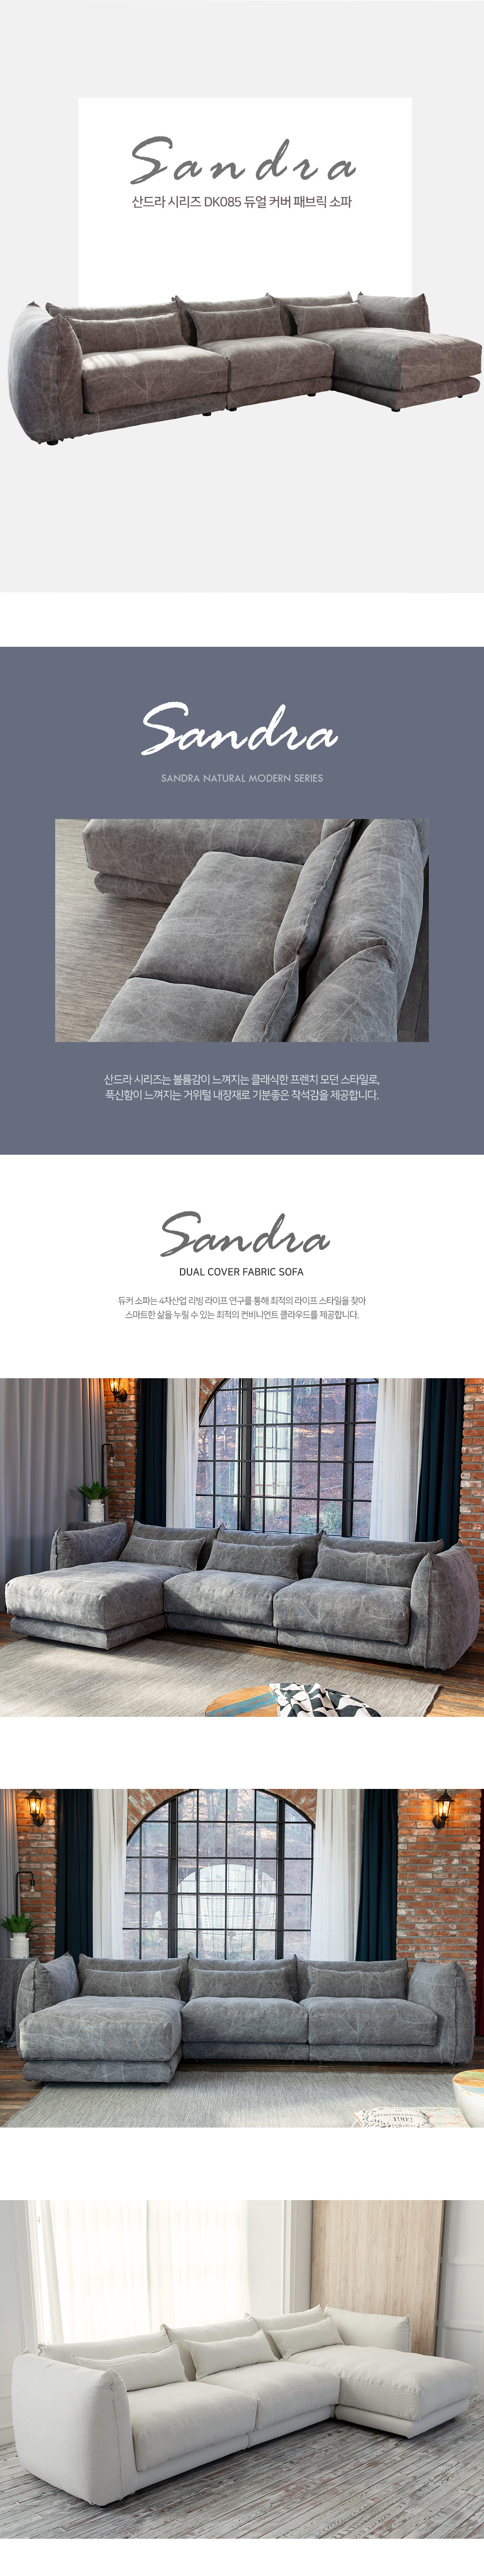 Sandra
산드라 시리즈 DK085 듀얼 커버 패브릭 소파
Sandra
SANDRA NATURAL MODERN SERIES
산드라 시리즈는 볼륨감이 느껴지는 클래식한 프렌치 모던 스타일로,
푹신함이 느껴지는 거위털 내장재로 기분좋은 착석감을 제공합니다.
Sandra
DUAL COVER FABRIC SOFA
듀커 소파는 4차산업 리빙 라이프 연구를 통해 최적의 라이프 스타일을 찾아
스마트한 삶을 누릴 수 있는 최적의 컨비니언트 클라우드를 제공합니다.